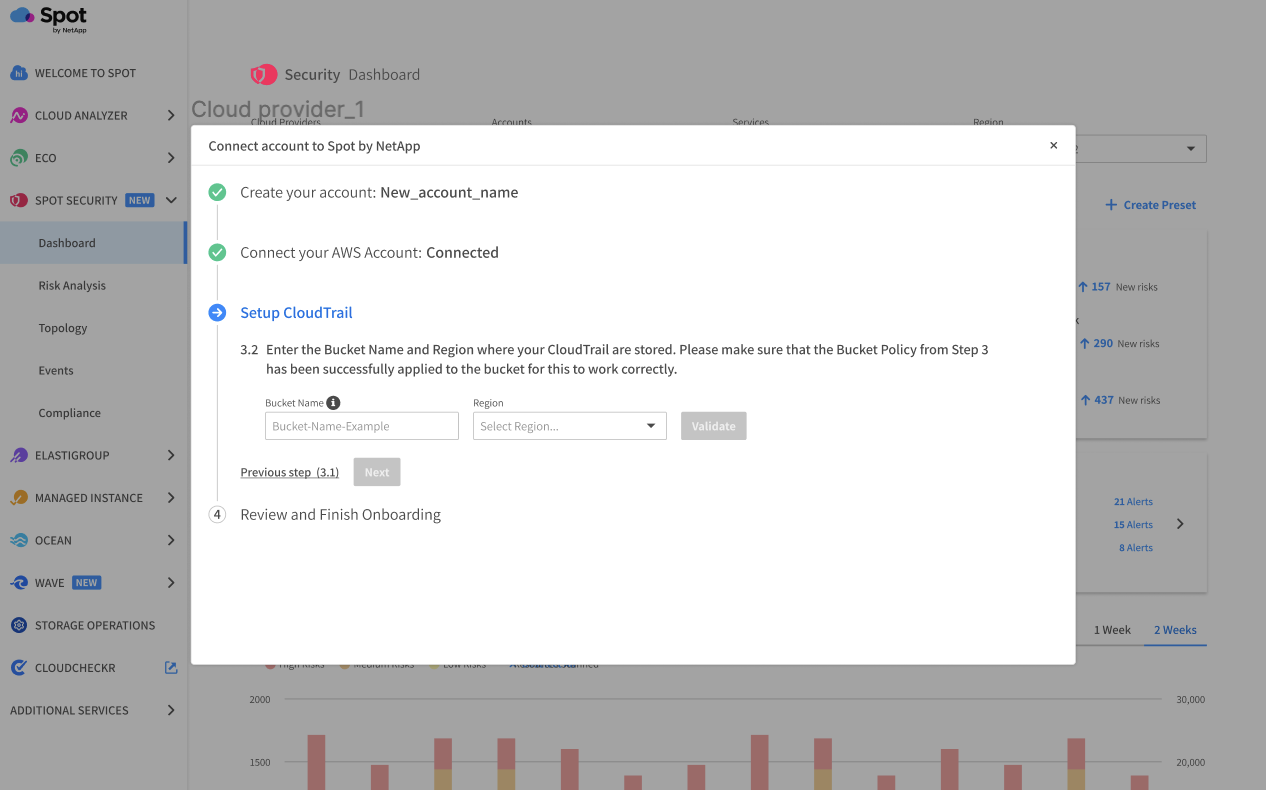 Spot
by NetApp
hi WELCOME TO SPOT
CLOUD ANALYZER
ECO
SPOT SECURITY NEW
Dashboard
Risk Analysis
Topology
Events
Compliance
ELASTIGROUP
MANAGED INSTANCE
OCEAN
WAVE NEW
STORAGE OPERATIONS
CLOUDCHECKR
ADDITIONAL SERVICES
Security Dashboard
Cloud provider_1
Cloud Providers Accounts Services Region
Connect account to Spot by NetApp ×
Create your account: New_account_name
Connect your AWS Account: Connected
Setup CloudTrail
3.2 Enter the Bucket Name and Region where your CloudTrail are stored. Please make sure that the Bucket Policy from Step 3
has been successfully applied to the bucket for this to work correctly.
Bucket Name i Region
Bucket-Name-Example Select Region... Validate
Previous step (3.1) Next
4 Review and Finish Onboarding
+ Create Preset
157 New risks
290 New risks
437 New risks
21 Alerts
15 Alerts
8 Alerts
1 Week 2 Weeks
High Risks Medium Risks Low Risks
2000 30,000
1500 20,000